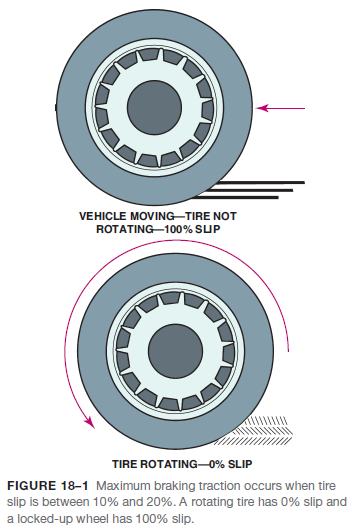 VEHICLE MOVING—TIRE NOT
ROTATING—100% SLIP
TIRE ROTATING—0% SLIP
FIGURE 18–1 Maximum braking traction occurs when tire
slip is between 10% and 20%. A rotating tire has 0% slip and
a locked-up wheel has 100% slip.